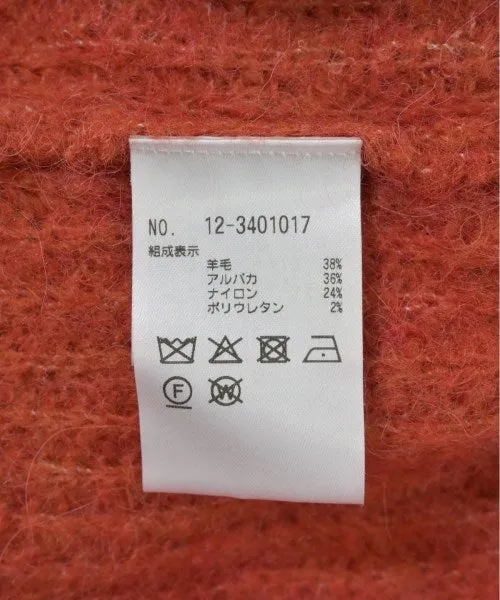 NO. 12-3401017
組成表示
羊毛 38%
アルパカ 36%
ナイロン 24%
ポリウレタン 2%
F W